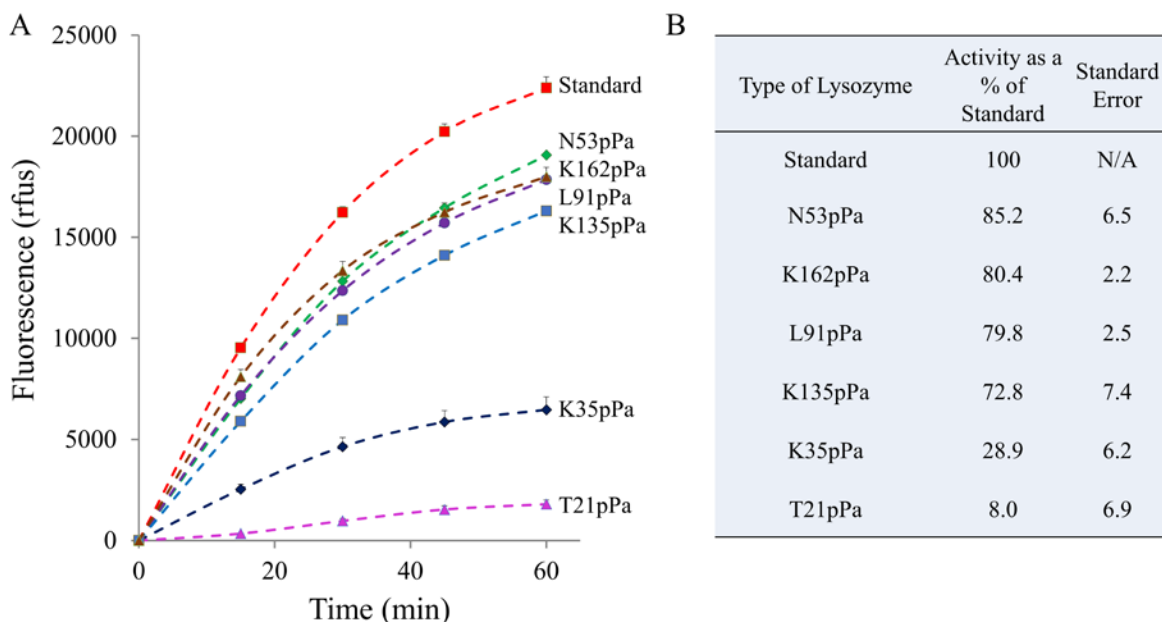 A
25000
20000
15000
10000
5000
0
Fluorescence (rfus)
0
20
40
60
Time (min)
Standard
N53pPa
K162pPa
L91pPa
K135pPa
K35pPa
T21pPa
B
Type of Lysozyme
Activity as a
% of
Standard
Standard
Error
Standard 100 N/A
N53pPa 85.2 6.5
K162pPa 80.4 2.2
L91pPa 79.8 2.5
K135pPa 72.8 7.4
K35pPa 28.9 6.2
T21pPa 8.0 6.9